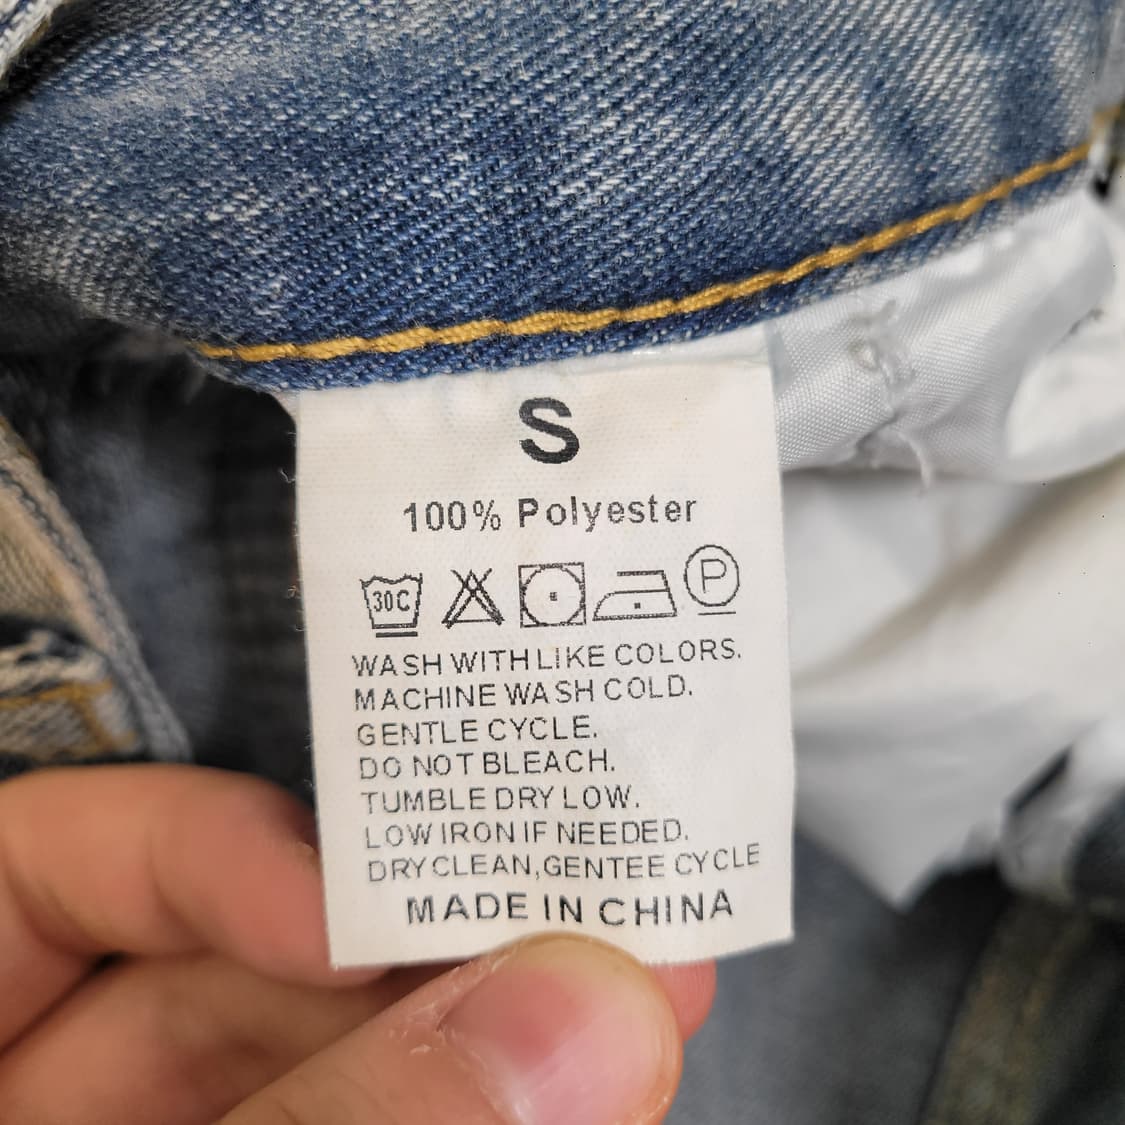 S
100% Polyester
30C P
WASH WITH LIKE COLORS.
MACHINE WASH COLD.
GENTLE CYCLE.
DO NOT BLEACH.
TUMBLE DRY LOW.
LOW IRON IF NEEDED.
DRY CLEAN,GENTEE CYCLE
MADE IN CHINA